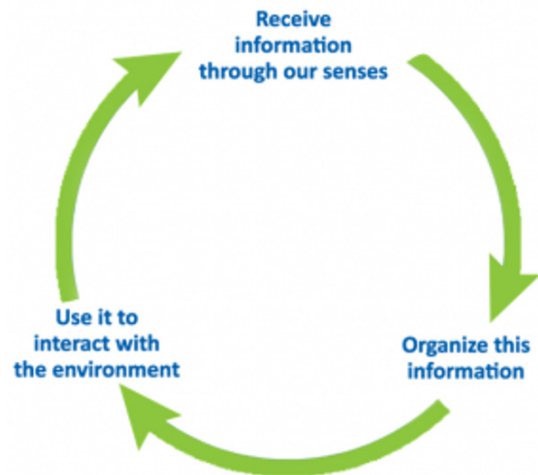 Receive
information
through our senses
Organize this
information
Use it to
interact with
the environment